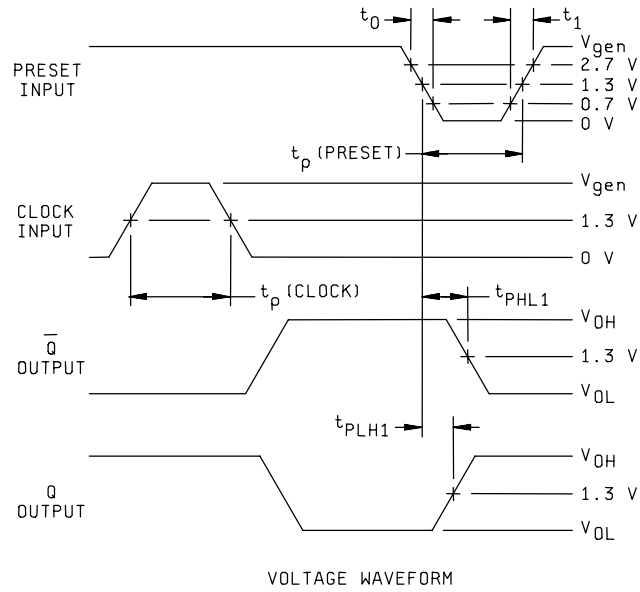 t0 t1
Vgen
2.7 V
PRESET
INPUT
1.3 V
0.7 V
0 V
tp (PRESET)
Vgen
CLOCK
INPUT
1.3 V
0 V
tp (CLOCK)
tPHL1
VOH
Q̅
OUTPUT
1.3 V
VOL
tPLH1
VOH
Q
OUTPUT
1.3 V
VOL
VOLTAGE WAVEFORM